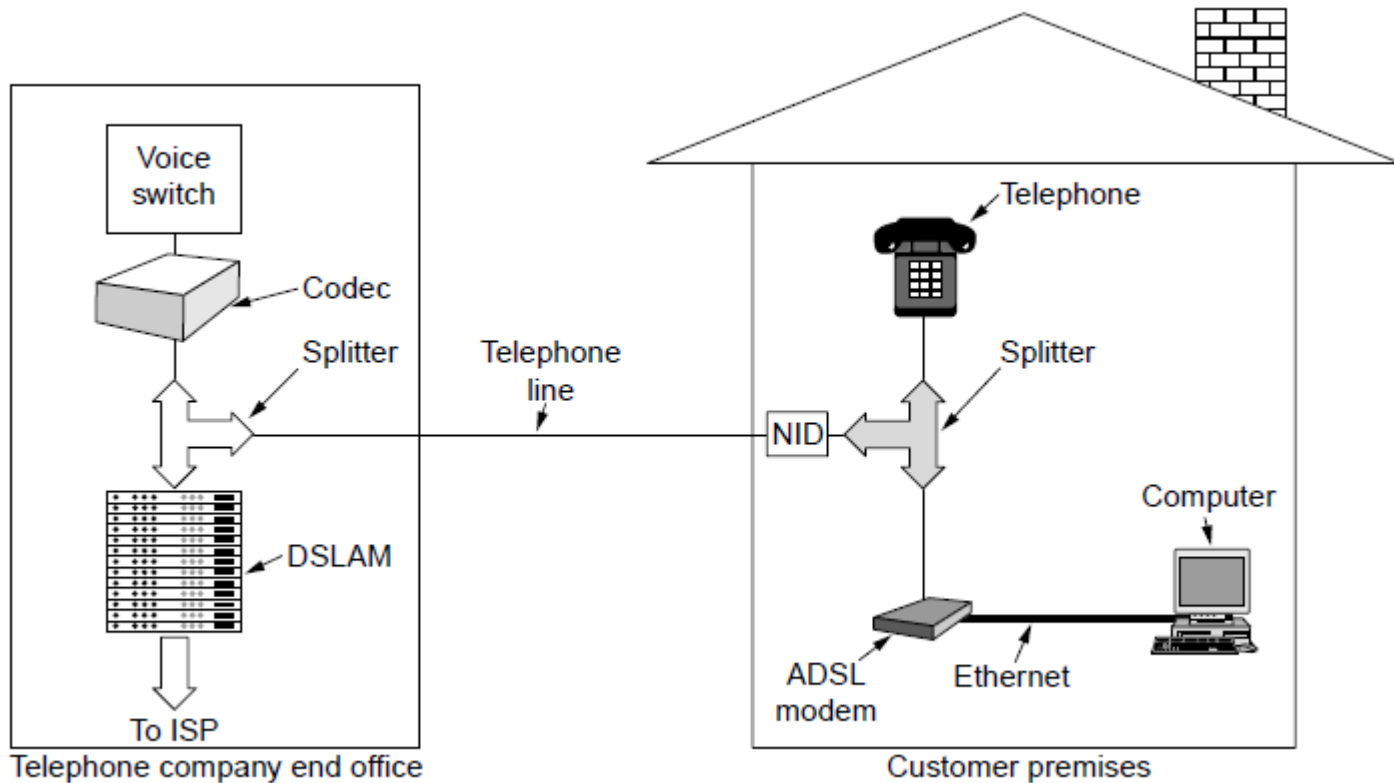 Voice
switch
Codec
Splitter
DSLAM
To ISP
Telephone company end office
Telephone
line
Telephone
NID
Splitter
Computer
ADSL
modem
Ethernet
Customer premises